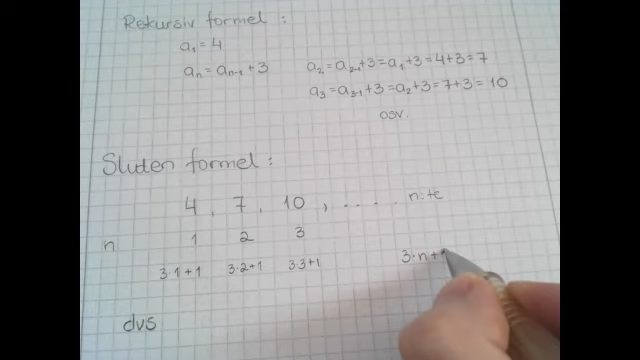 Rekursiv formel:
a₁ = 4
aₙ = aₙ₋₁ + 3
a₂ = a₂₋₁ + 3 = a₁ + 3 = 4 + 3 = 7
a₃ = a₃₋₁ + 3 = a₂ + 3 = 7 + 3 = 10
osv.
Sluten formel:
4, 7, 10, .... n:te
n 1 2 3
3·1+1 3·2+1 3·3+1 3·n+
dvs